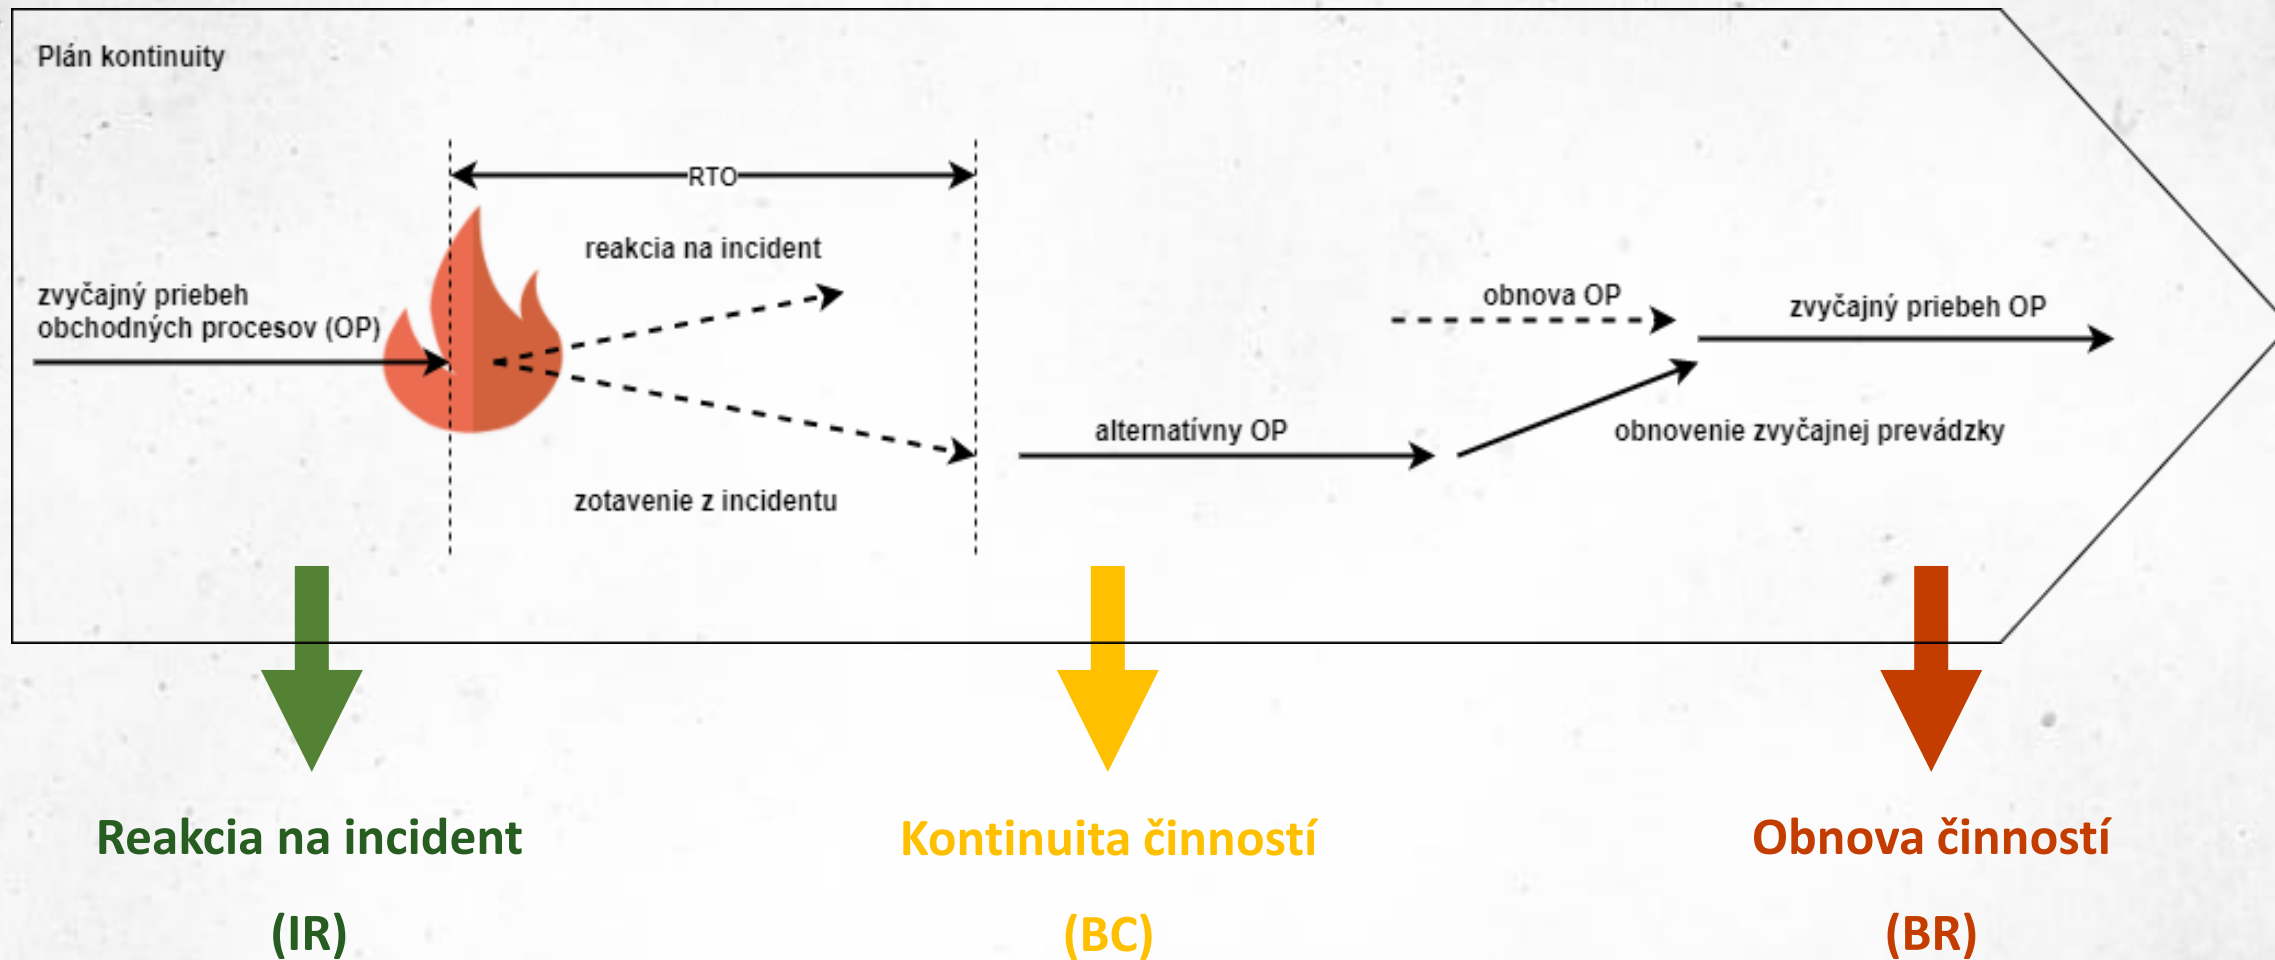 Plán kontinuity
RTO
reakcia na incident
zvyčajný priebeh
obchodných procesov (OP)
obnova OP
zvyčajný priebeh OP
alternatívny OP
obnovenie zvyčajnej prevádzky
zotavenie z incidentu
Reakcia na incident
(IR)
Kontinuita činností
(BC)
Obnova činností
(BR)